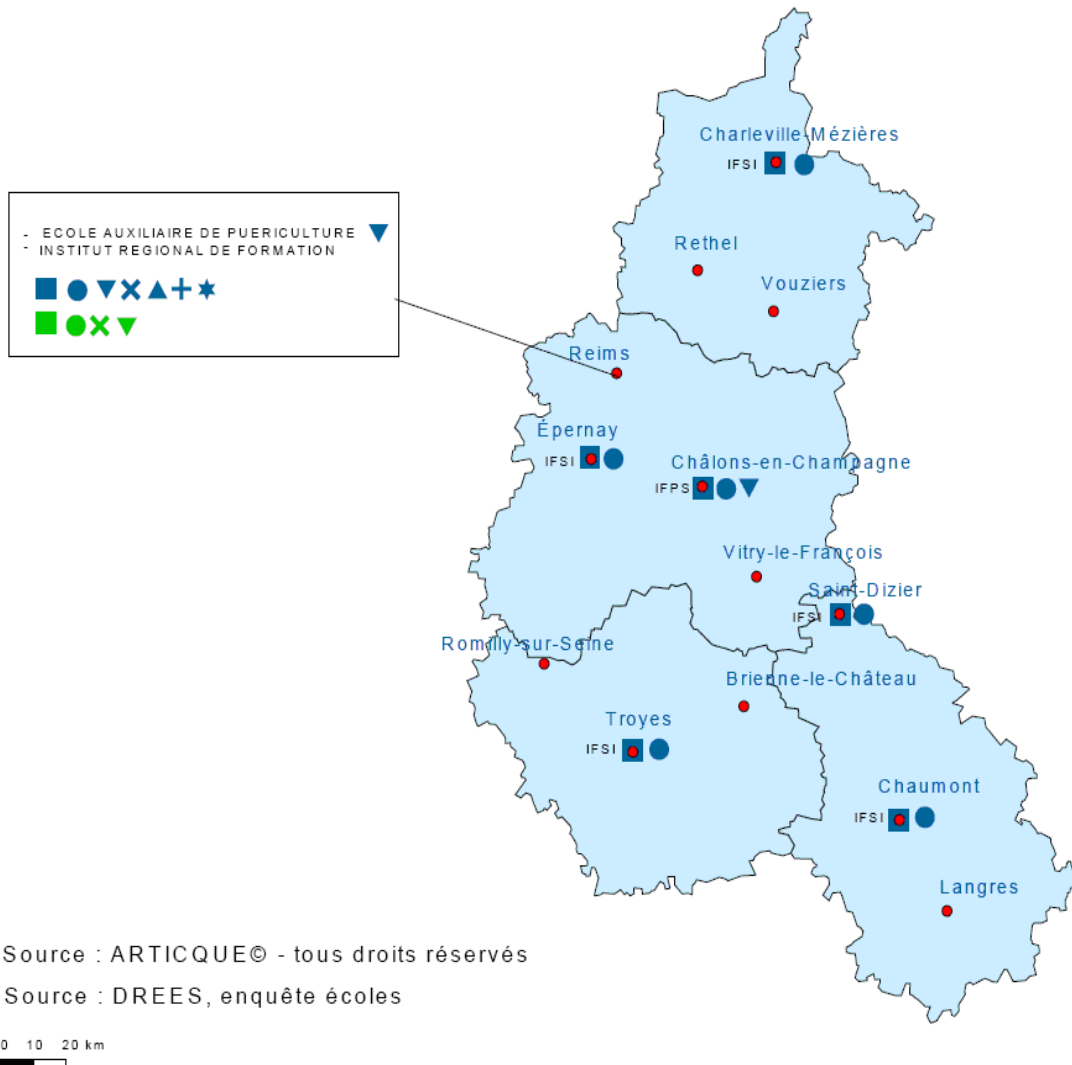 Charleville-Mézières
IFSI
- ECOLE AUXILIAIRE DE PUERICULTURE
- INSTITUT REGIONAL DE FORMATION
Rethel
Vouziers
Reims
Épernay
IFSI
Châlons-en-Champagne
IFPS
Vitry-le-François
Saint-Dizier
IFSI
Romilly-sur-Seine
Brienne-le-Château
Troyes
IFSI
Chaumont
IFSI
Langres
Source : ARTICQUE© - tous droits réservés
Source : DREES, enquête écoles
0 10 20 km